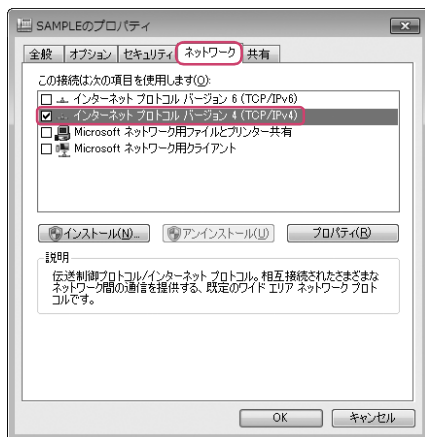 SAMPLEのプロパティ
全般 オプション セキュリティ ネットワーク 共有
この接続は次の項目を使用します(O):
インターネット プロトコル バージョン 6 (TCP/IPv6)
インターネット プロトコル バージョン 4 (TCP/IPv4)
Microsoft ネットワーク用ファイルとプリンター共有
Microsoft ネットワーク用クライアント
インストール(N)... アンインストール(U) プロパティ(R)
説明
伝送制御プロトコル/インターネット プロトコル。相互接続されたさまざまな
ネットワーク間の通信を提供する、既定のワイド エリア ネットワーク プロト
コルです。
OK キャンセル